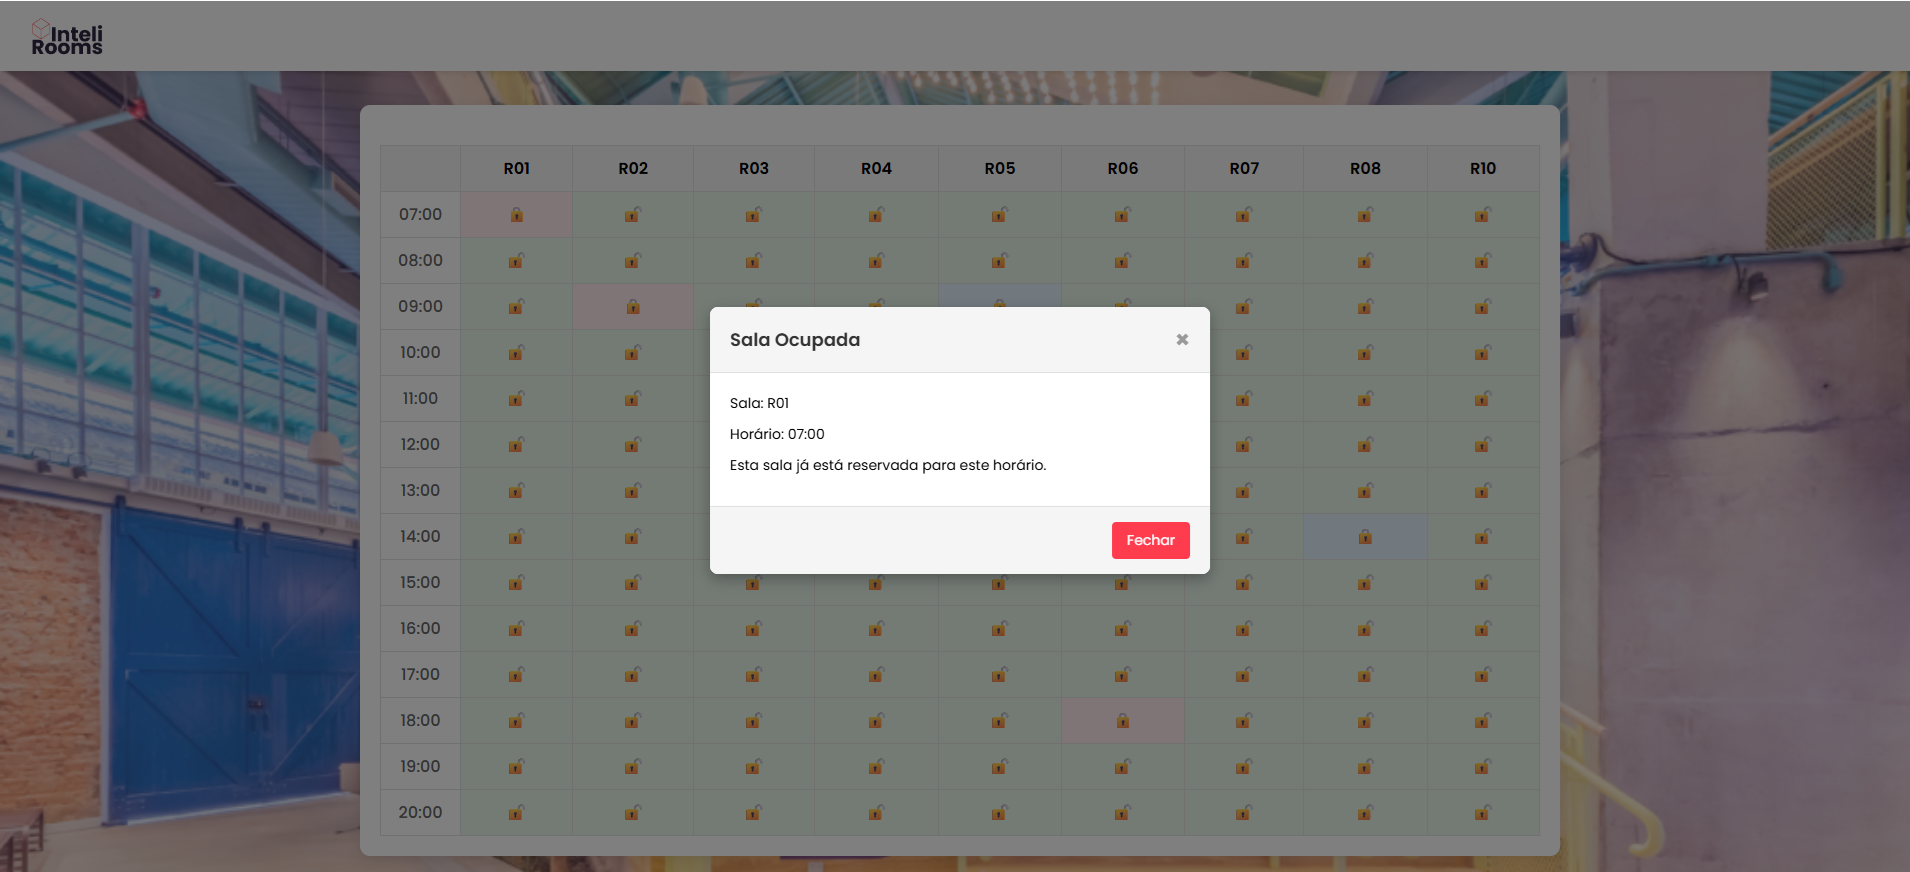 Inteli
Rooms
R01 R02 R03 R04 R05 R06 R07 R08 R10
07:00
08:00
09:00
10:00
11:00
12:00
13:00
14:00
15:00
16:00
17:00
18:00
19:00
20:00
Sala Ocupada
Sala: R01
Horário: 07:00
Esta sala já está reservada para este horário.
Fechar